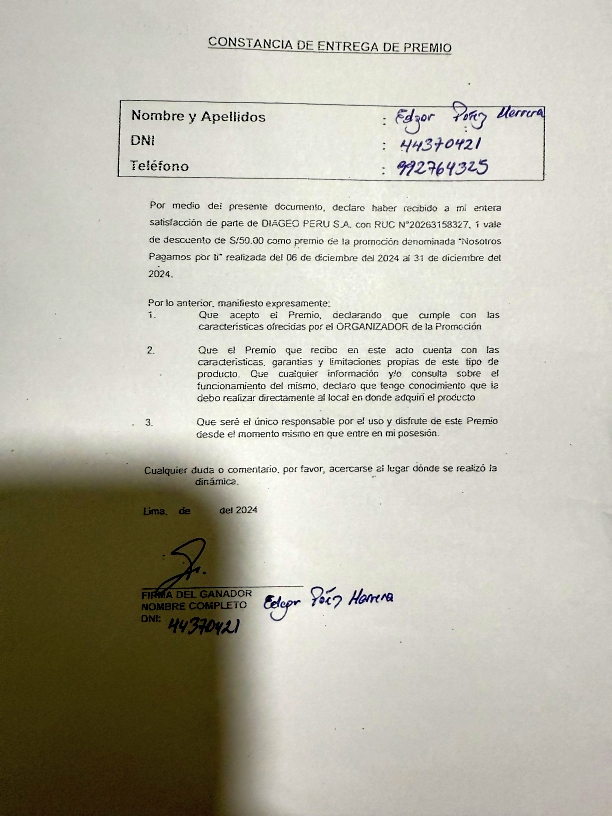 CONSTANCIA DE ENTREGA DE PREMIO
Nombre y Apellidos : Edgar Herrera
DNI : 44370421
Teléfono : 992764325
Por medio del presente documento, declaro haber recibido a mi entera
satisfacción de parte de DIAGEO PERU S.A. con RUC N°20263158327, 1 vale
de descuento de S/50.00 como premio de la promoción denominada "Nosotros
Pagamos por ti" realizada del 06 de diciembre del 2024 al 31 de diciembre del
2024.
Por lo anterior, manifiesto expresamente:
1. Que acepto el Premio, declarando que cumple con las
características ofrecidas por el ORGANIZADOR de la Promoción
2. Que el Premio que recibo en este acto cuenta con las
características, garantías y limitaciones propias de este tipo de
producto. Que cualquier información y/o consulta sobre el
funcionamiento del mismo, declaro que tengo conocimiento que la
debo realizar directamente al local en donde adquirí el producto
3. Que seré el único responsable por el uso y disfrute de este Premio
desde el momento mismo en que entre en mi posesión.
Cualquier duda o comentario, por favor, acercarse al lugar dónde se realizó la
dinámica.
Lima, de del 2024
FIRMA DEL GANADOR
NOMBRE COMPLETO Edgar Herrera
DNI: 44370421